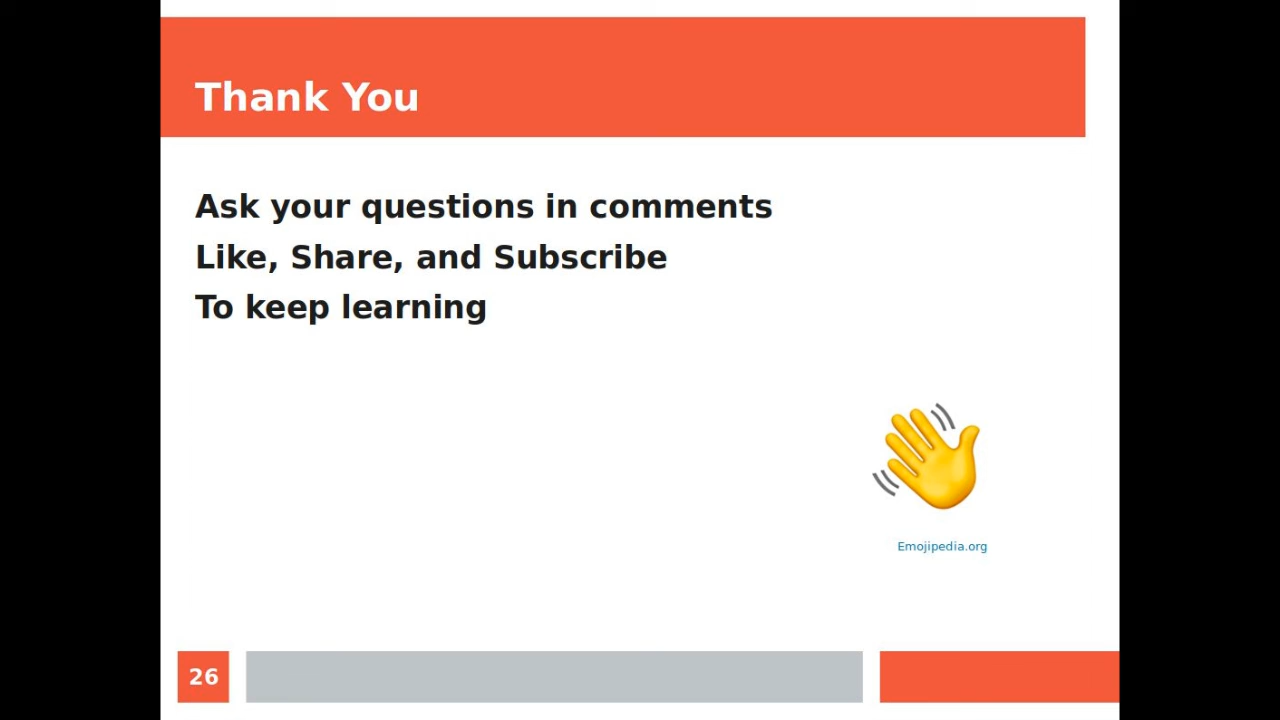 Thank You
Ask your questions in comments
Like, Share, and Subscribe
To keep learning
Emojipedia.org
26